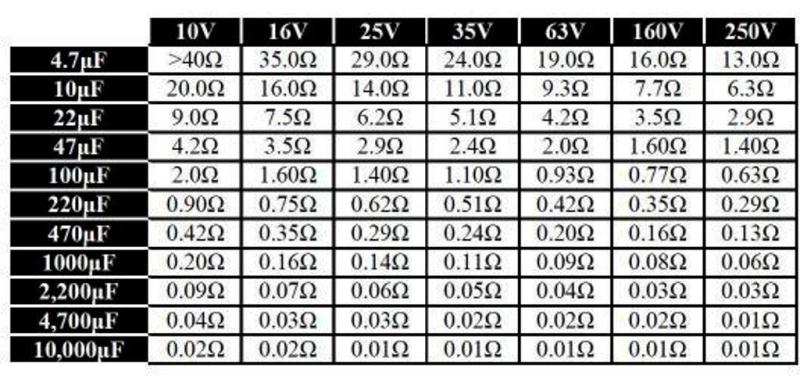 10V 16V 25V 35V 63V 160V 250V
4.7µF >40Ω 35.0Ω 29.0Ω 24.0Ω 19.0Ω 16.0Ω 13.0Ω
10µF 20.0Ω 16.0Ω 14.0Ω 11.0Ω 9.3Ω 7.7Ω 6.3Ω
22µF 9.0Ω 7.5Ω 6.2Ω 5.1Ω 4.2Ω 3.5Ω 2.9Ω
47µF 4.2Ω 3.5Ω 2.9Ω 2.4Ω 2.0Ω 1.60Ω 1.40Ω
100µF 2.0Ω 1.60Ω 1.40Ω 1.10Ω 0.93Ω 0.77Ω 0.63Ω
220µF 0.90Ω 0.75Ω 0.62Ω 0.51Ω 0.42Ω 0.35Ω 0.29Ω
470µF 0.42Ω 0.35Ω 0.29Ω 0.24Ω 0.20Ω 0.16Ω 0.13Ω
1000µF 0.20Ω 0.16Ω 0.14Ω 0.11Ω 0.09Ω 0.08Ω 0.06Ω
2,200µF 0.09Ω 0.07Ω 0.06Ω 0.05Ω 0.04Ω 0.03Ω 0.03Ω
4,700µF 0.04Ω 0.03Ω 0.03Ω 0.02Ω 0.02Ω 0.02Ω 0.01Ω
10,000µF 0.02Ω 0.02Ω 0.01Ω 0.01Ω 0.01Ω 0.01Ω 0.01Ω